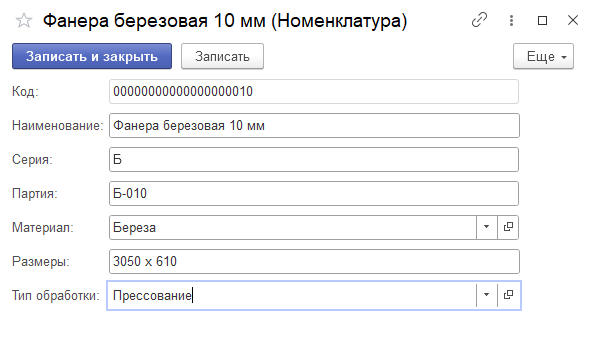 Фанера березовая 10 мм (Номенклатура)
Записать и закрыть Записать Еще
Код: 00000000000000000010
Наименование: Фанера березовая 10 мм
Серия: Б
Партия: Б-010
Материал: Береза
Размеры: 3050 x 610
Тип обработки: Прессование